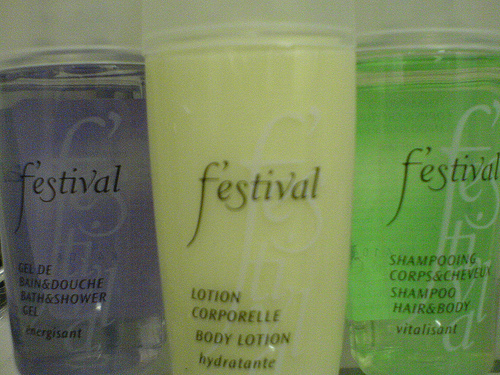 f'estival
GEL DE
BAIN&DOUCHE
BATH&SHOWER
GEL
énergisant
f'estival
LOTION
CORPORELLE
BODY LOTION
hydratante
f'estival
SHAMPOOING
CORPS&CHEVEUX
SHAMPOO
HAIR&BODY
vitalisant